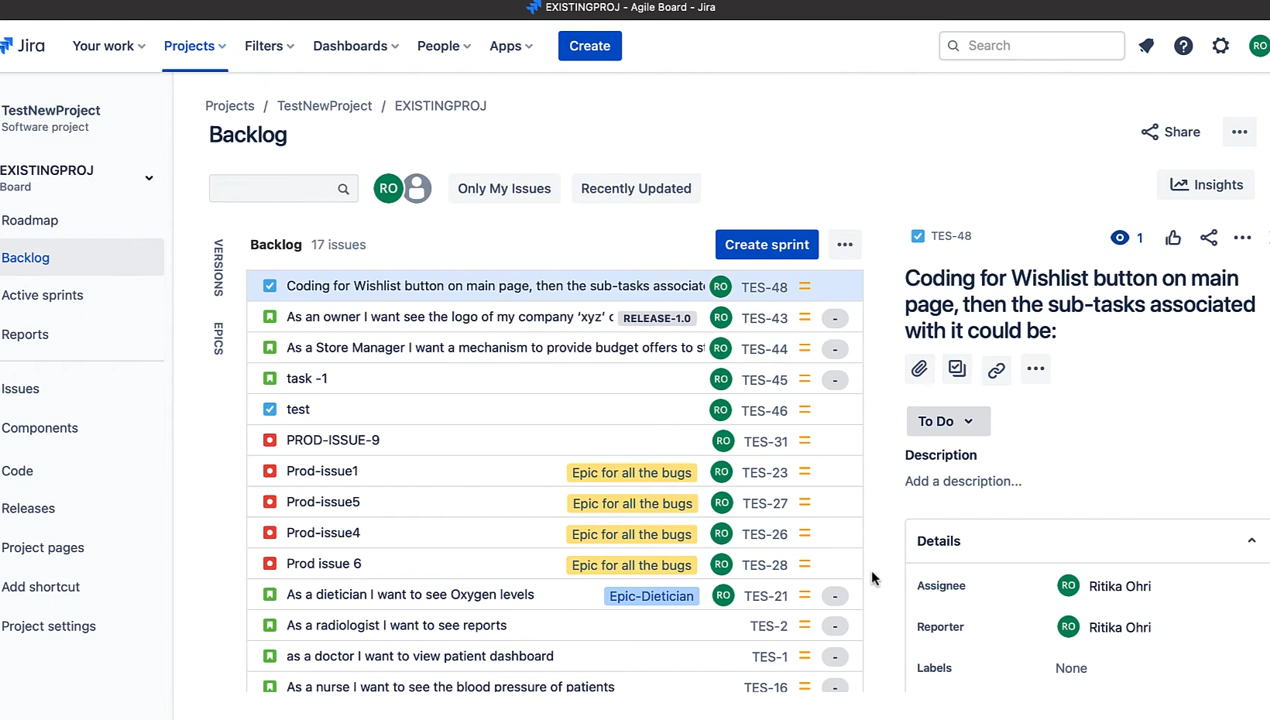 EXISTINGPROJ - Agile Board - Jira
Jira
Your work
Projects
Filters
Dashboards
People
Apps
Create
Search
RO
TestNewProject
Software project
EXISTINGPROJ
Board
Roadmap
Backlog
Active sprints
Reports
Issues
Components
Code
Releases
Project pages
Add shortcut
Project settings
Projects / TestNewProject / EXISTINGPROJ
Backlog
Share
RO
Only My Issues
Recently Updated
Insights
VERSIONS
EPICS
Backlog 17 issues
Create sprint
Coding for Wishlist button on main page, then the sub-tasks associat RO TES-48
As an owner I want see the logo of my company ‘xyz’ c RELEASE-1.0 RO TES-43 -
As a Store Manager I want a mechanism to provide budget offers to s RO TES-44 -
task -1 RO TES-45 -
test RO TES-46
PROD-ISSUE-9 RO TES-31
Prod-issue1 Epic for all the bugs RO TES-23
Prod-issue5 Epic for all the bugs RO TES-27
Prod-issue4 Epic for all the bugs RO TES-26
Prod issue 6 Epic for all the bugs RO TES-28
As a dietician I want to see Oxygen levels Epic-Dietician RO TES-21 -
As a radiologist I want to see reports TES-2 -
as a doctor I want to view patient dashboard TES-1 -
As a nurse I want to see the blood pressure of patients TES-16 -
TES-48
1
Coding for Wishlist button on main
page, then the sub-tasks associated
with it could be:
To Do
Description
Add a description...
Details
Assignee RO Ritika Ohri
Reporter RO Ritika Ohri
Labels None